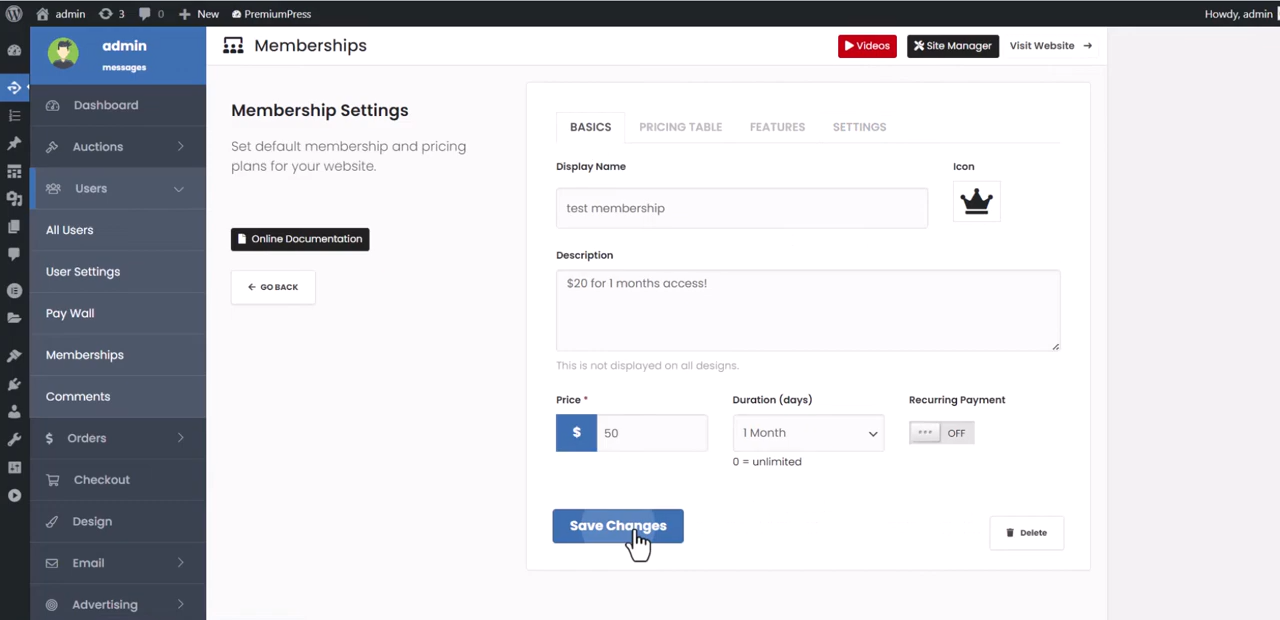 admin
3
0
New
PremiumPress
Howdy, admin
admin
messages
Dashboard
Auctions
Users
All Users
User Settings
Pay Wall
Memberships
Comments
Orders
Checkout
Design
Email
Advertising
Memberships
Videos
Site Manager
Visit Website
Membership Settings
Set default membership and pricing
plans for your website.
Online Documentation
GO BACK
BASICS
PRICING TABLE
FEATURES
SETTINGS
Display Name
Icon
test membership
Description
$20 for 1 months access!
This is not displayed on all designs.
Price *
Duration (days)
Recurring Payment
$
50
1 Month
OFF
0 = unlimited
Save Changes
Delete